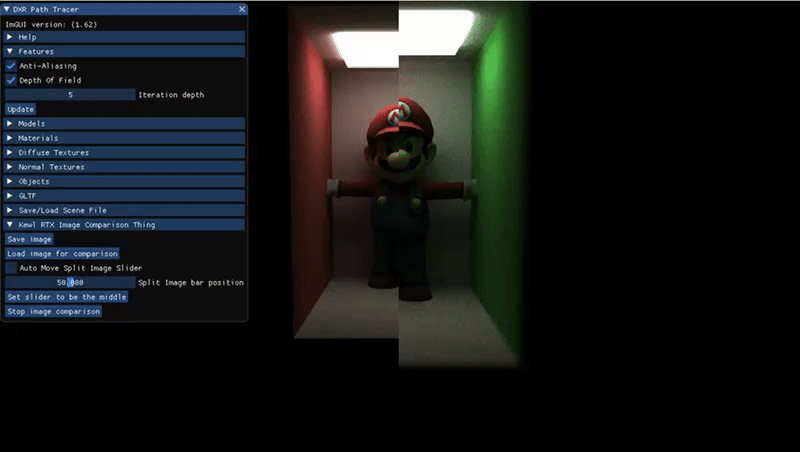 DXR Path Tracer
ImGUI version: (1.62)
Help
Features
Anti-Aliasing
Depth Of Field
5 Iteration depth
Update
Models
Materials
Diffuse Textures
Normal Textures
Objects
GLTF
Save/Load Scene File
Kewl RTX Image Comparison Thing
Save image
Load image for comparison
Auto Move Split Image Slider
50.000 Split Image bar position
Set slider to be the middle
Stop image comparison